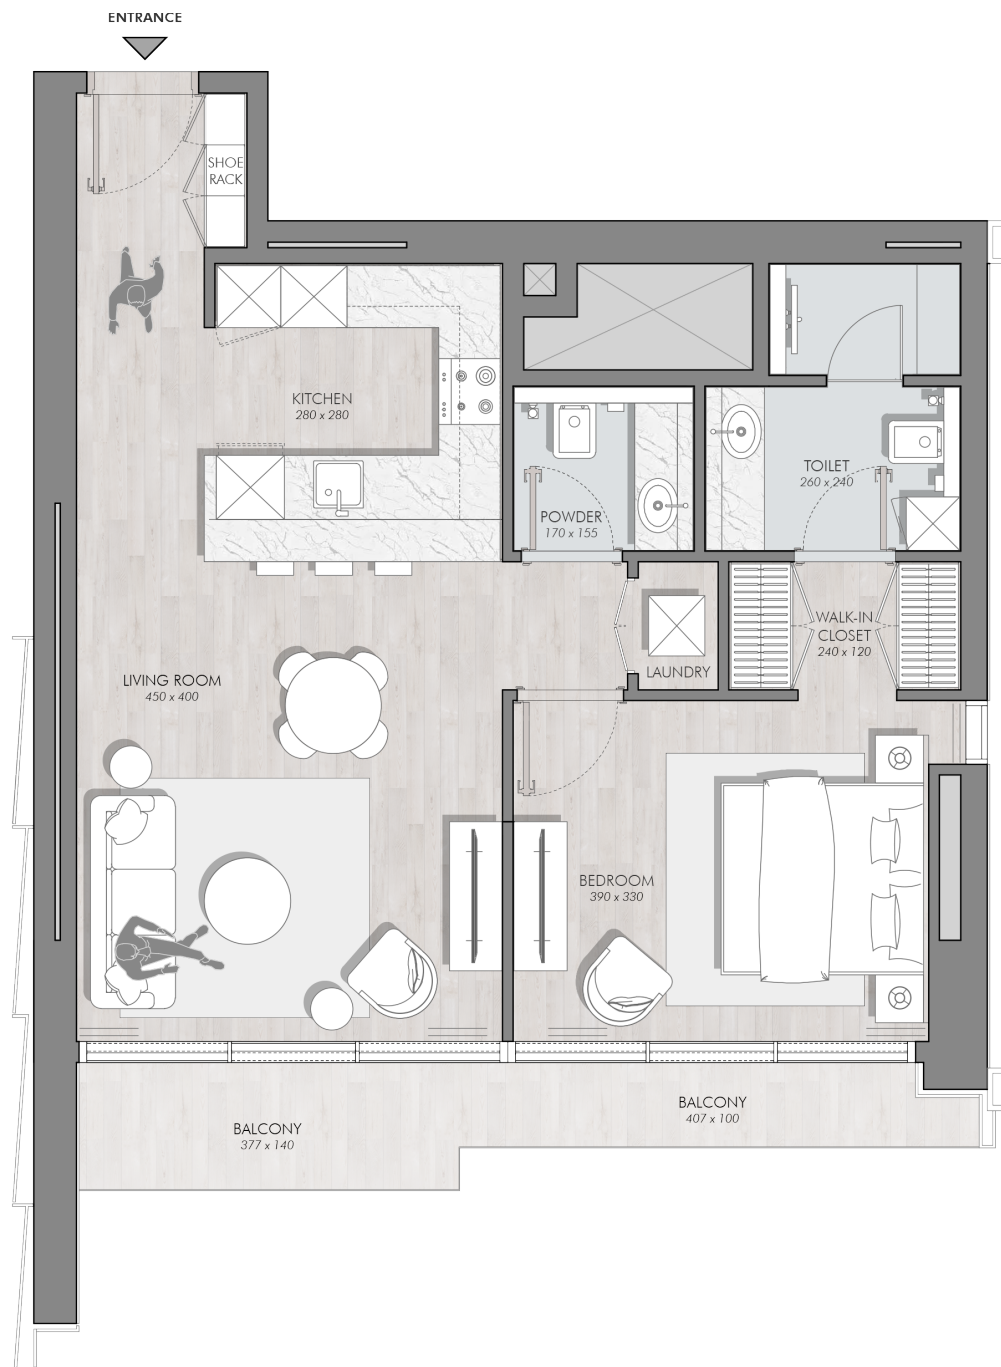 ENTRANCE
SHOE
RACK
KITCHEN
280 x 280
POWDER
170 x 155
TOILET
260 x 240
WALK-IN
CLOSET
240 x 120
LAUNDRY
LIVING ROOM
450 x 400
BEDROOM
390 x 330
BALCONY
407 x 100
BALCONY
377 x 140